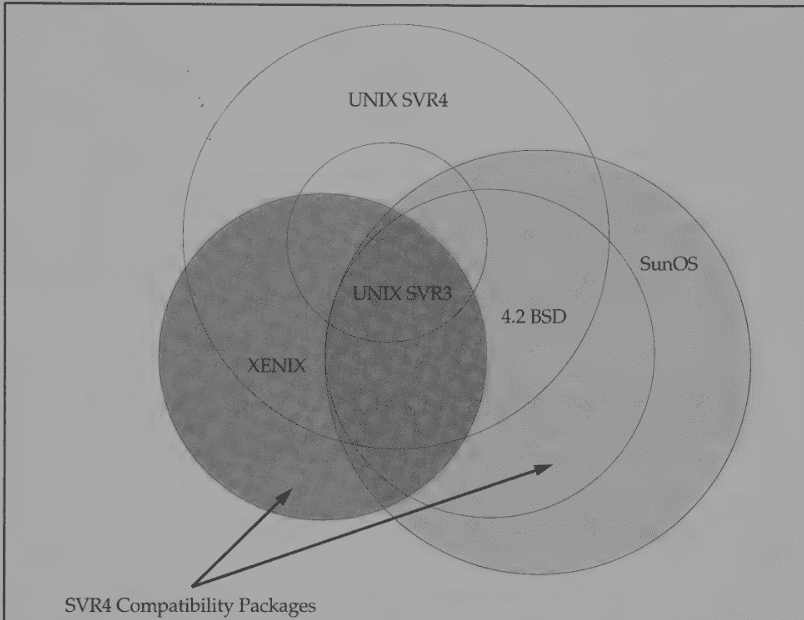 UNIX SVR4
SunOS
UNIX SVR3
4.2 BSD
XENIX
SVR4 Compatibility Packages